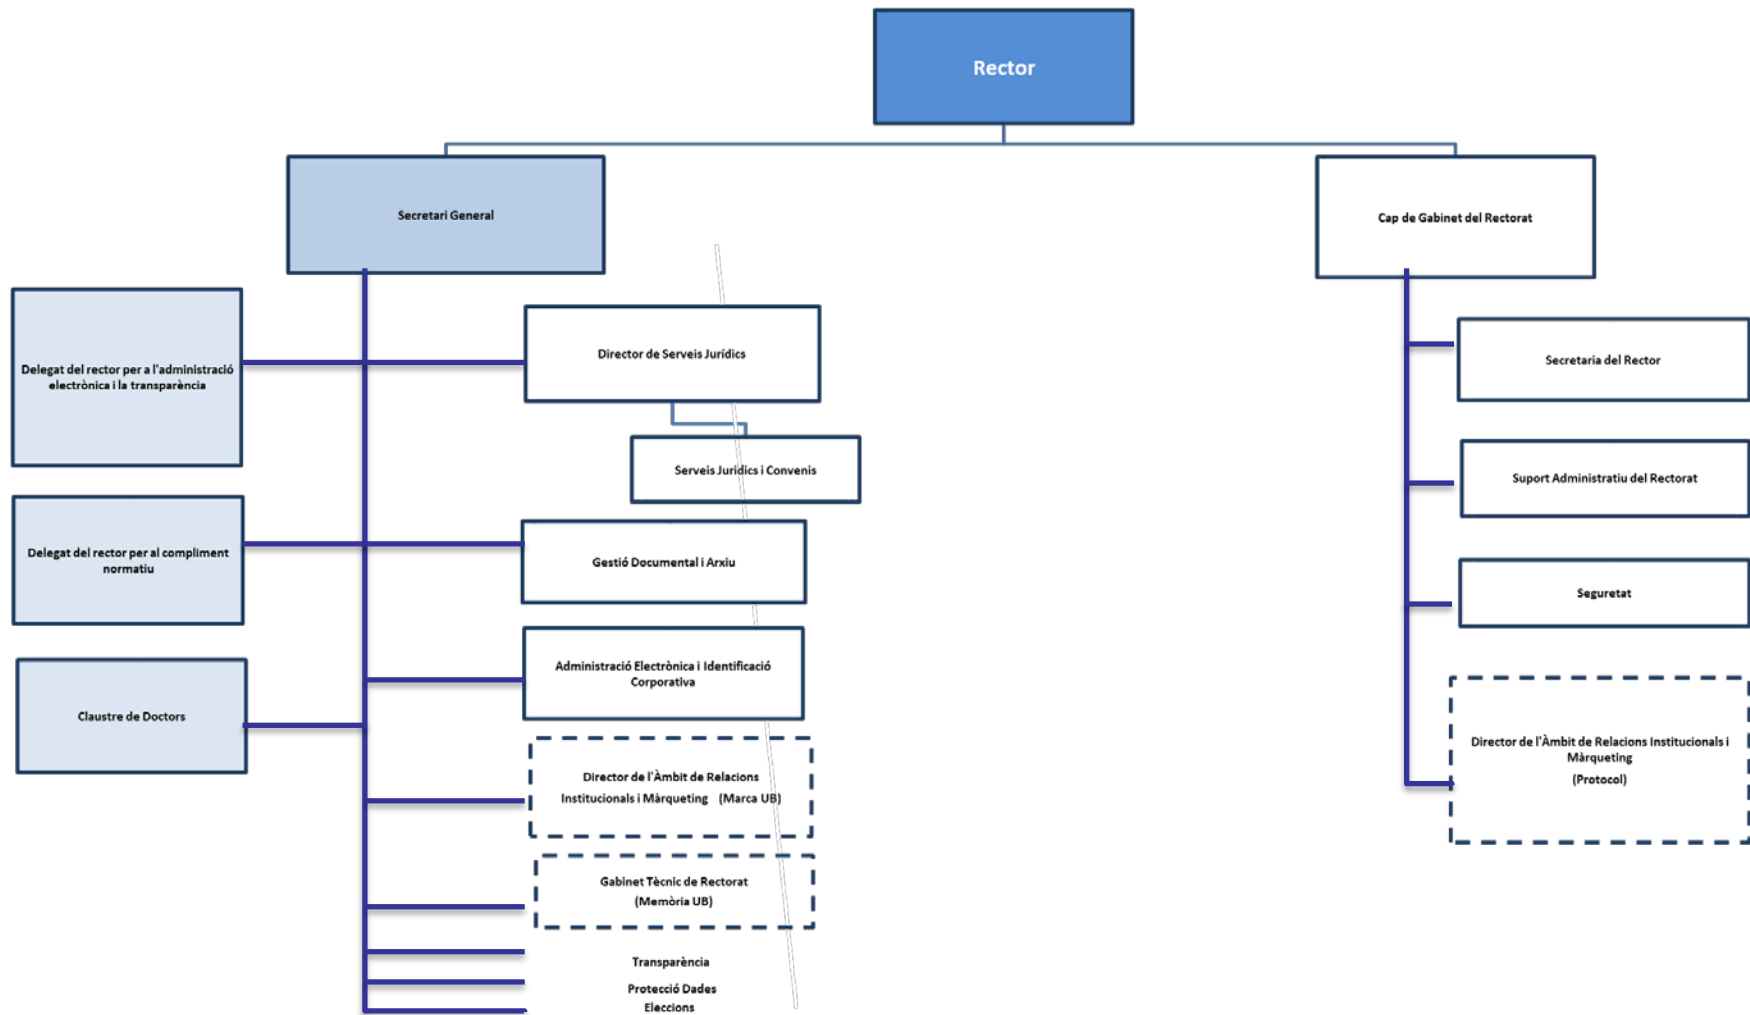 Rector
Secretari General
Cap de Gabinet del Rectorat
Delegat del rector per a l'administració
electrònica i la transparència
Director de Serveis Jurídics
Secretaria del Rector
Serveis Jurídics i Convenis
Suport Administratiu del Rectorat
Delegat del rector per al compliment
normatiu
Gestió Documental i Arxiu
Seguretat
Administració Electrònica i Identificació
Corporativa
Claustre de Doctors
Director de l'Àmbit de Relacions Institucionals i
Màrqueting
(Protocol)
Director de l'Àmbit de Relacions
Institucionals i Màrqueting (Marca UB)
Gabinet Tècnic de Rectorat
(Memòria UB)
Transparència
Protecció Dades
Eleccions